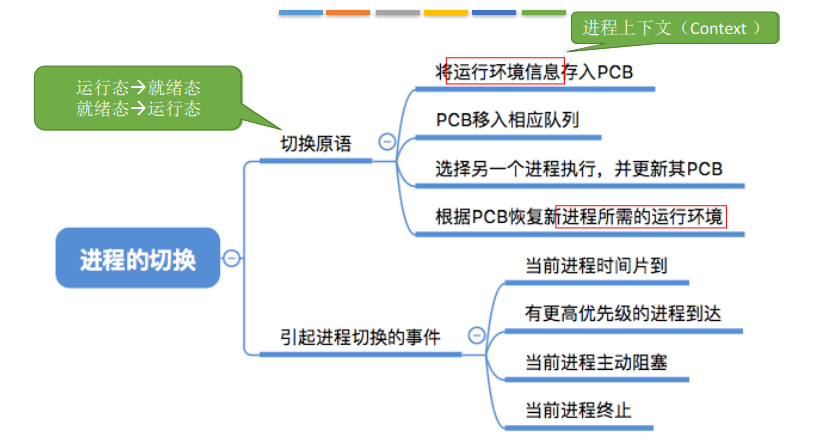 进程上下文（Context ）
运行态→就绪态
就绪态→运行态
将运行环境信息存入PCB
PCB移入相应队列
切换原语
选择另一个进程执行，并更新其PCB
根据PCB恢复新进程所需的运行环境
进程的切换
当前进程时间片到
有更高优先级的进程到达
引起进程切换的事件
当前进程主动阻塞
当前进程终止